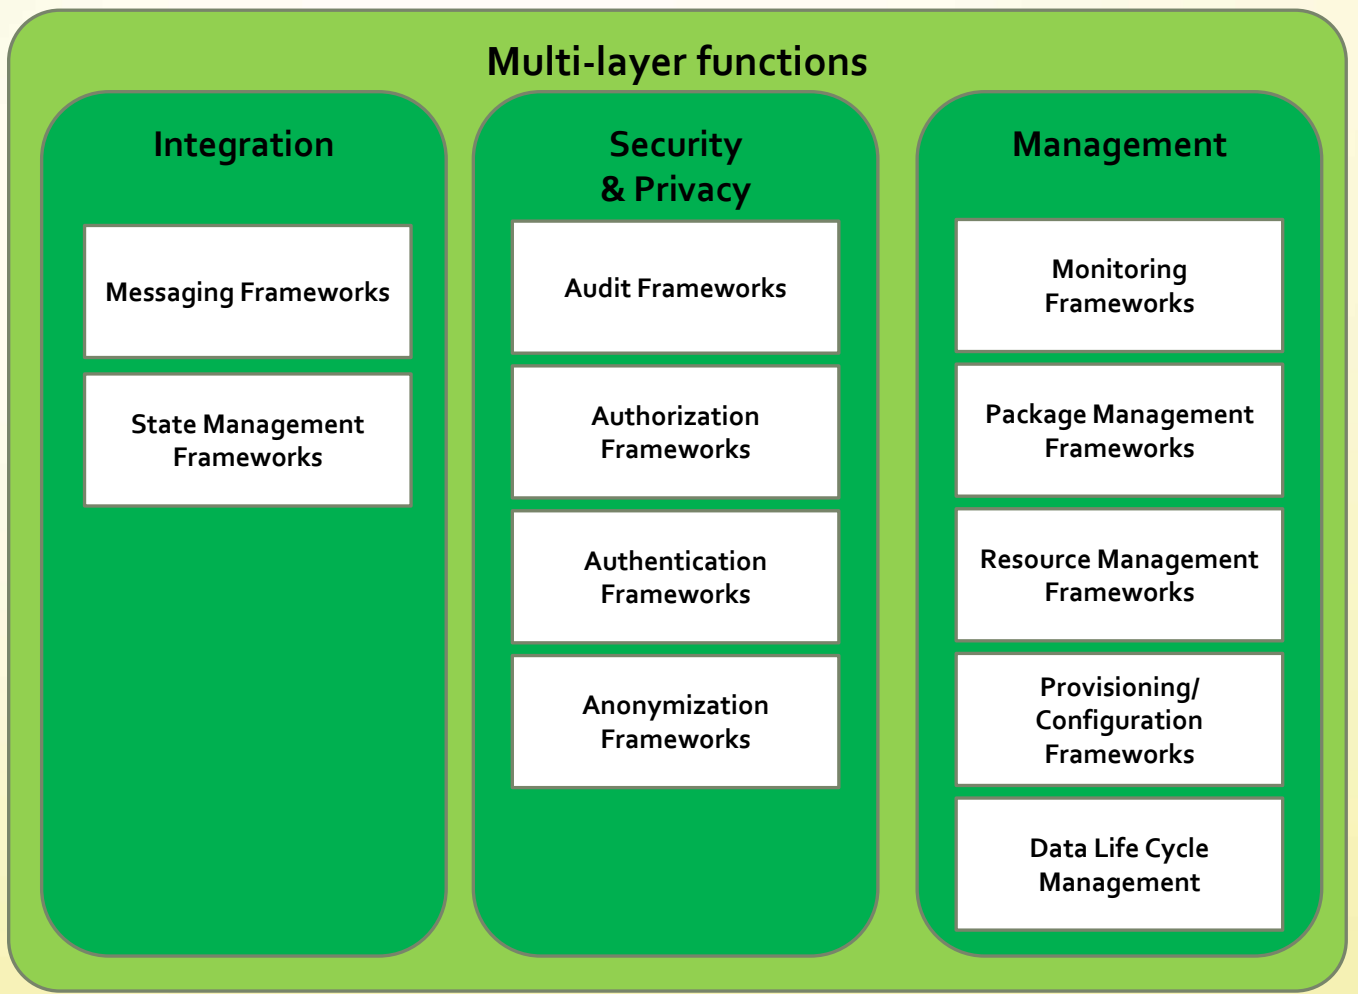 Multi-layer functions
Integration
Messaging Frameworks
State Management
Frameworks
Security
& Privacy
Audit Frameworks
Authorization
Frameworks
Authentication
Frameworks
Anonymization
Frameworks
Management
Monitoring
Frameworks
Package Management
Frameworks
Resource Management
Frameworks
Provisioning/
Configuration
Frameworks
Data Life Cycle
Management